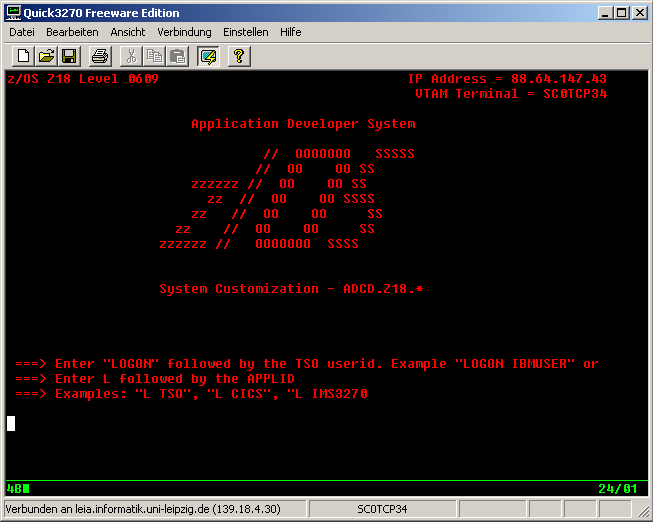 Quick3270 Freeware Edition
Datei Bearbeiten Ansicht Verbindung Einstellen Hilfe
z/OS Z18 Level 0609 IP Address = 88.64.147.43
VTAM Terminal = SC0TCP34
Application Developer System
// OOOOOOO SSSSS
// OO OO SS
zzzzzz // OO OO SS
zz // OO OO SSSS
zz // OO OO SS
zz // OO OO SS
zzzzzz // OOOOOOO SSSS
System Customization - ADCD.Z18.*
===> Enter "LOGON" followed by the TSO userid. Example "LOGON IBMUSER" or
===> Enter L followed by the APPLID
===> Examples: "L TSO", "L CICS", "L IMS3270
4B 24/01
Verbunden an leia.informatik.uni-leipzig.de (139.18.4.30) SC0TCP34